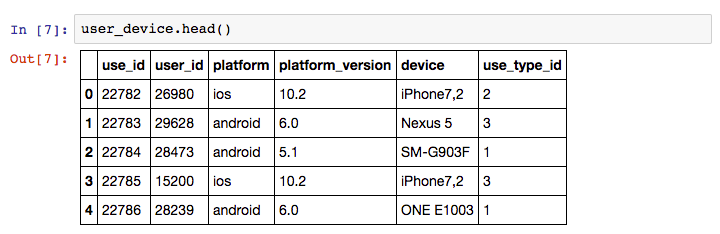 In [7]: user_device.head()
Out[7]:
use_id user_id platform platform_version device use_type_id
0 22782 26980 ios 10.2 iPhone7,2 2
1 22783 29628 android 6.0 Nexus 5 3
2 22784 28473 android 5.1 SM-G903F 1
3 22785 15200 ios 10.2 iPhone7,2 3
4 22786 28239 android 6.0 ONE E1003 1